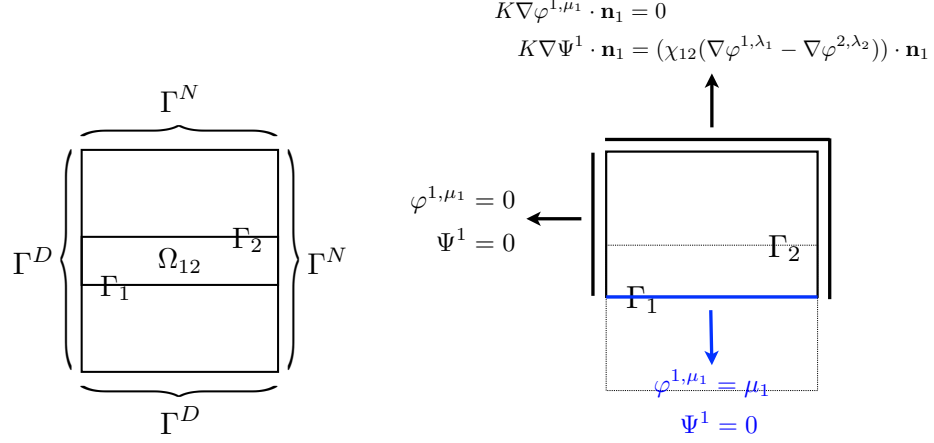 Γ^N
Γ^D
Γ_2
Ω_{12}
Γ_1
Γ^N
Γ^D
K∇φ^{1,μ_1} · n_1 = 0
K∇Ψ^1 · n_1 = (χ_{12}(∇φ^{1,λ_1} − ∇φ^{2,λ_2})) · n_1
φ^{1,μ_1} = 0
Ψ^1 = 0
Γ_2
Γ_1
φ^{1,μ_1} = μ_1
Ψ^1 = 0